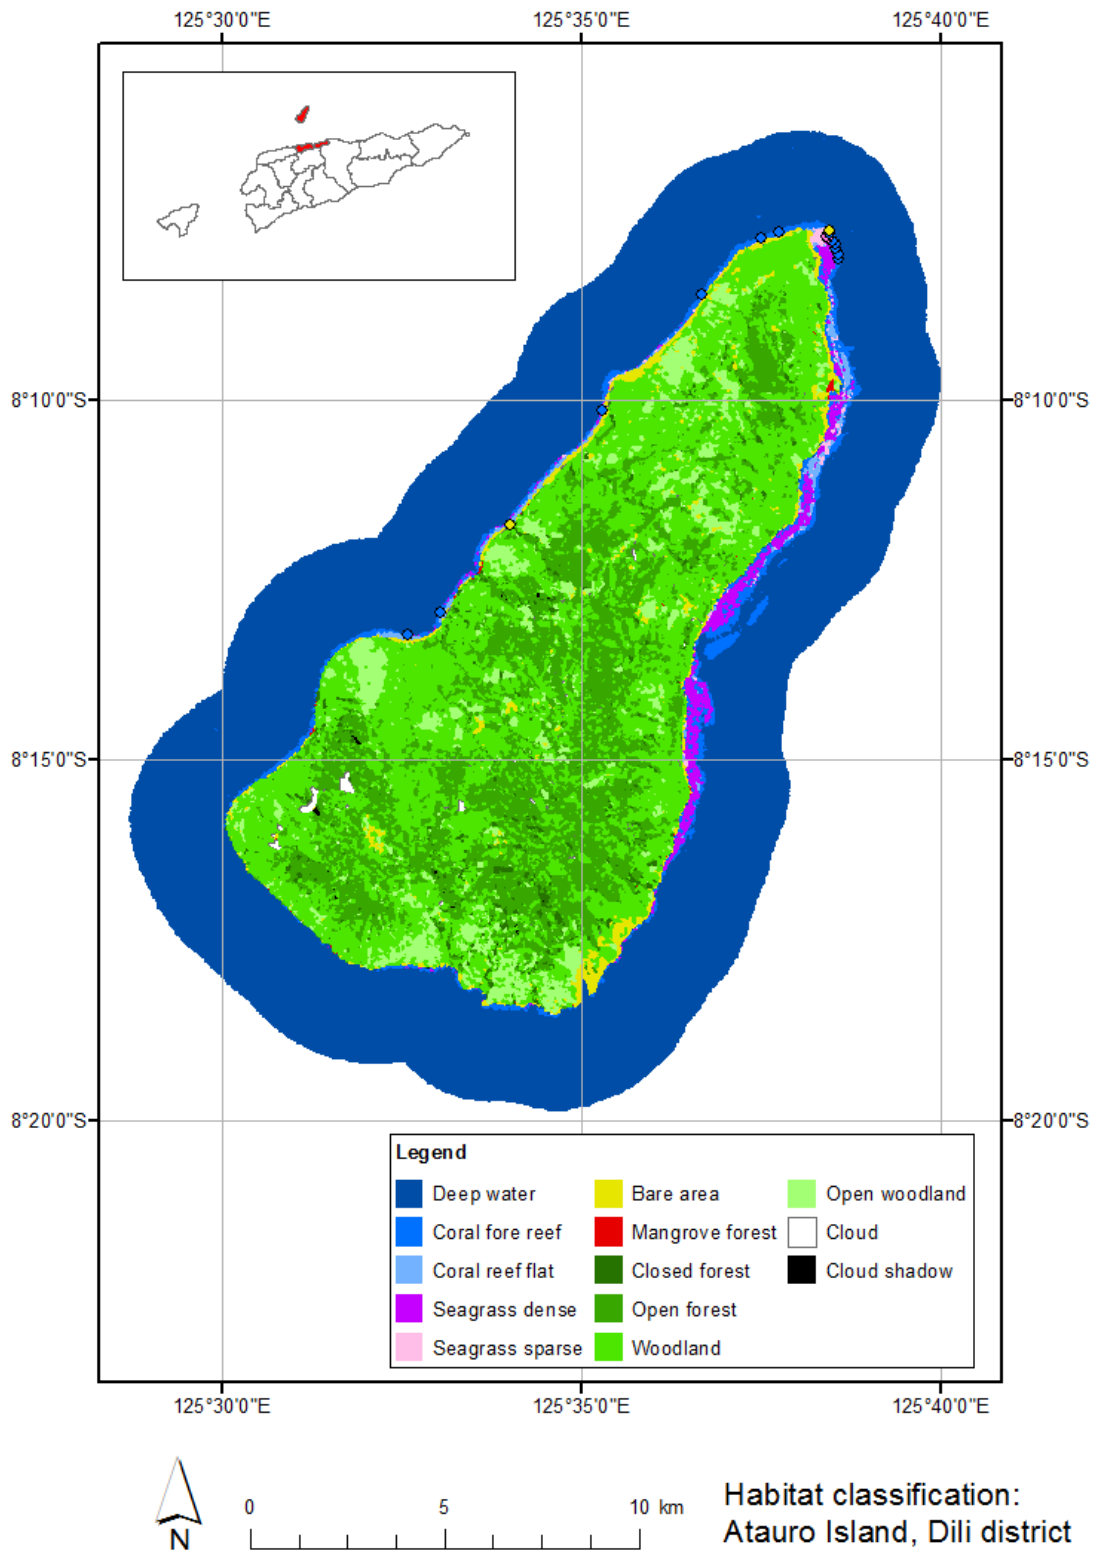 125°30'0"E 125°35'0"E 125°40'0"E
8°10'0"S 8°10'0"S
8°15'0"S 8°15'0"S
8°20'0"S 8°20'0"S
Legend
Deep water
Coral fore reef
Coral reef flat
Seagrass dense
Seagrass sparse
Bare area
Mangrove forest
Closed forest
Open forest
Woodland
Open woodland
Cloud
Cloud shadow
125°30'0"E 125°35'0"E 125°40'0"E
N
0 5 10 km
Habitat classification:
Atauro Island, Dili district